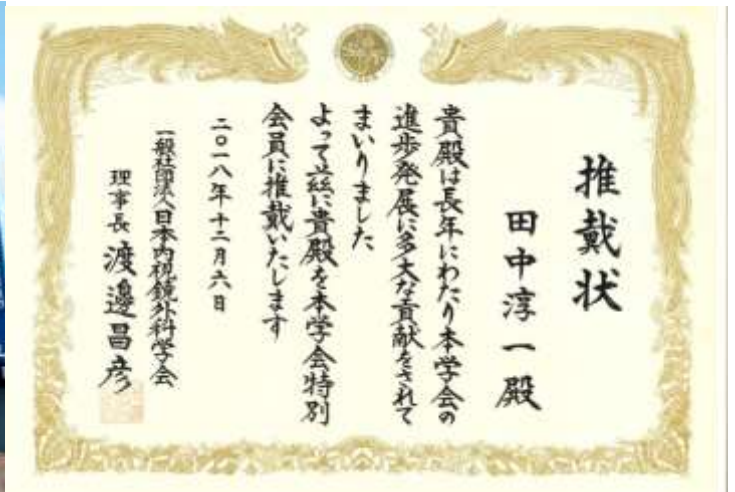 推戴状
田中淳一殿
貴殿は長年にわたり本学会の
進歩発展に多大な貢献をされて
まいりました
よって茲に貴殿を本学会特別
会員に推戴いたします
二〇一八年十二月六日
一般社団法人日本内視鏡外科学会
理事長 渡邊昌彦